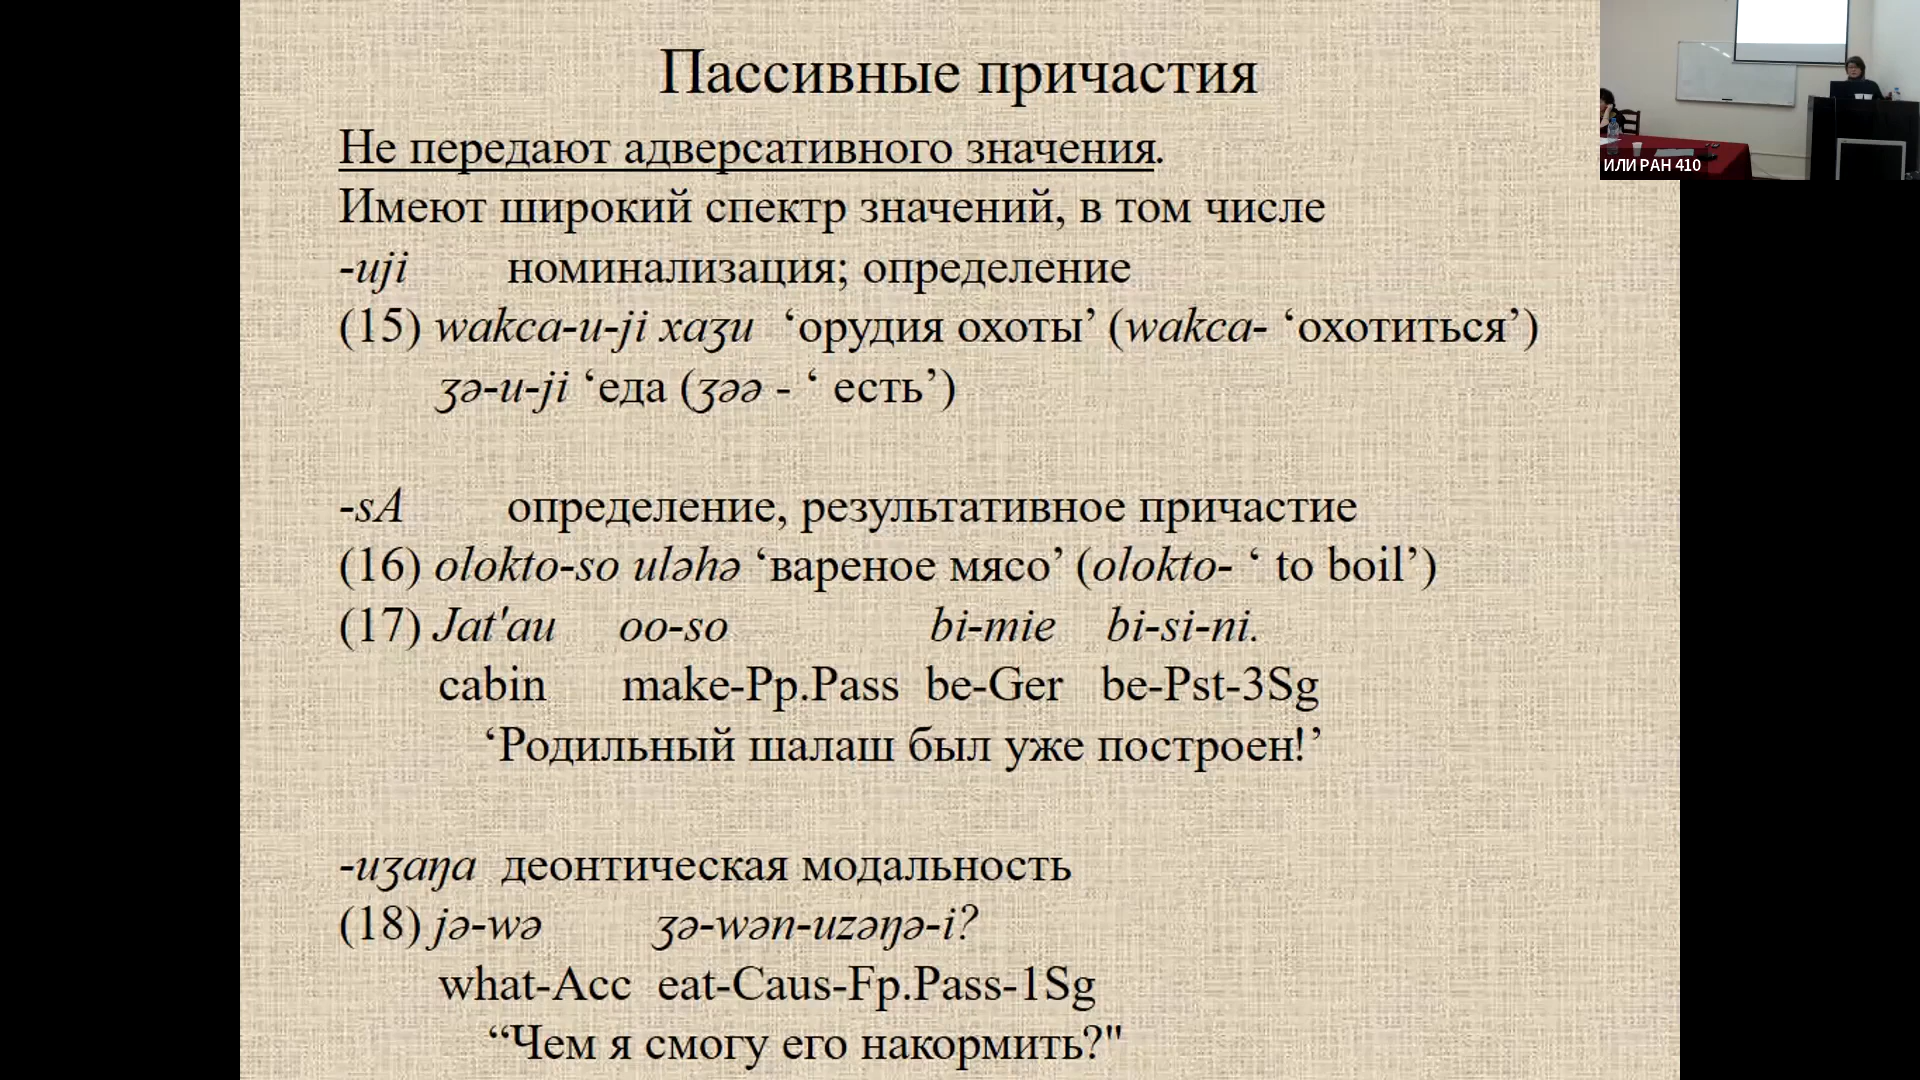 Пассивные причастия
Не передают адверсативного значения.
Имеют широкий спектр значений, в том числе
-uji номинализация; определение
(15) wakca-u-ji xaʒu ‘орудия охоты’ (wakca- ‘охотиться’)
ʒə-u-ji ‘еда (ʒəə - ‘ есть’)
-sA определение, результативное причастие
(16) olokto-so uləhə ‘вареное мясо’ (olokto- ‘ to boil’)
(17) Jat'au oo-so bi-mie bi-si-ni.
cabin make-Pp.Pass be-Ger be-Pst-3Sg
‘Родильный шалаш был уже построен!’
-uʒaŋa деонтическая модальность
(18) jə-wə ʒə-wən-uzəŋə-i?
what-Acc eat-Caus-Fp.Pass-1Sg
“Чем я смогу его накормить?"
ИЛИ РАН 410